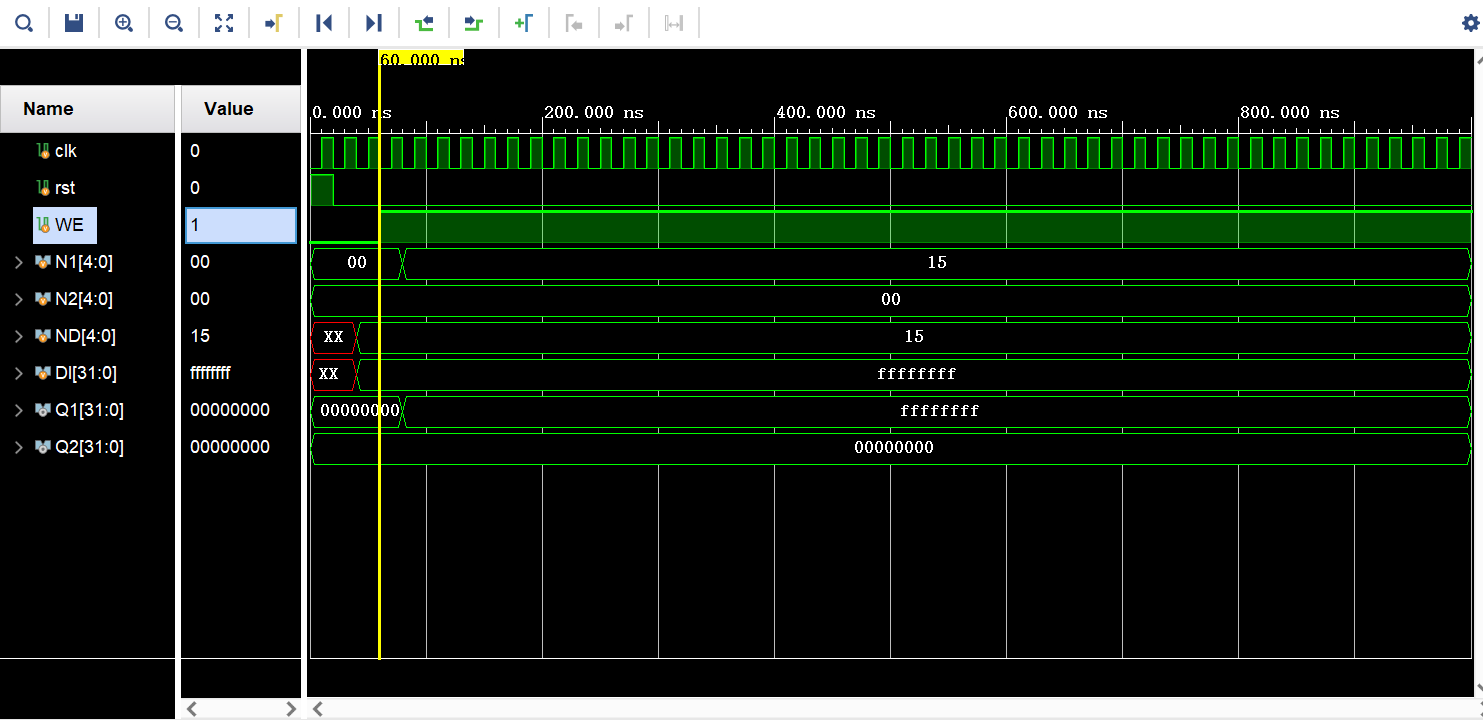 60.000 ns
Name Value 0.000 ns 200.000 ns 400.000 ns 600.000 ns 800.000 ns
clk 0
rst 0
WE 1
N1[4:0] 00 00 15
N2[4:0] 00 00
ND[4:0] 15 XX 15
DI[31:0] ffffffff XX ffffffff
Q1[31:0] 00000000 00000000 ffffffff
Q2[31:0] 00000000 00000000